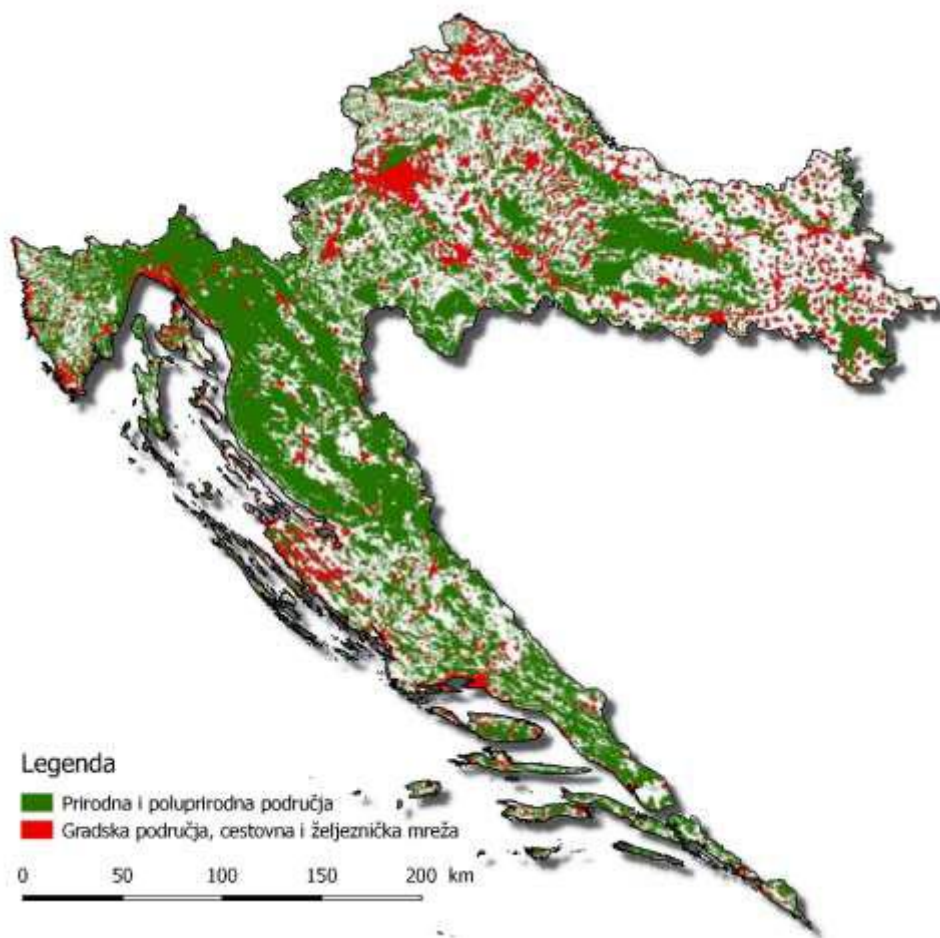 Legenda
Prirodna i poluprirodna područja
Gradska područja, cestovna i željeznička mreža
0 50 100 150 200 km